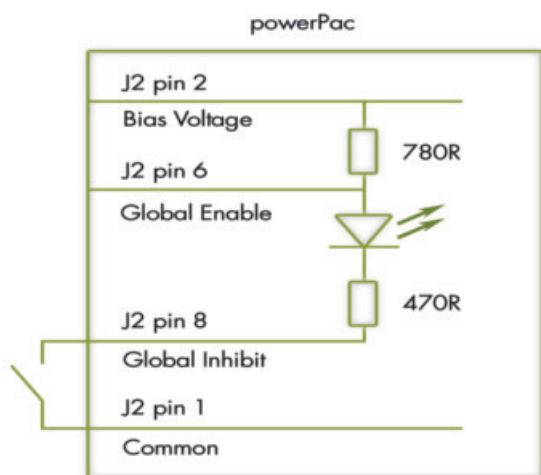 powerPac
J2 pin 2
Bias Voltage
780R
J2 pin 6
Global Enable
470R
J2 pin 8
Global Inhibit
J2 pin 1
Common